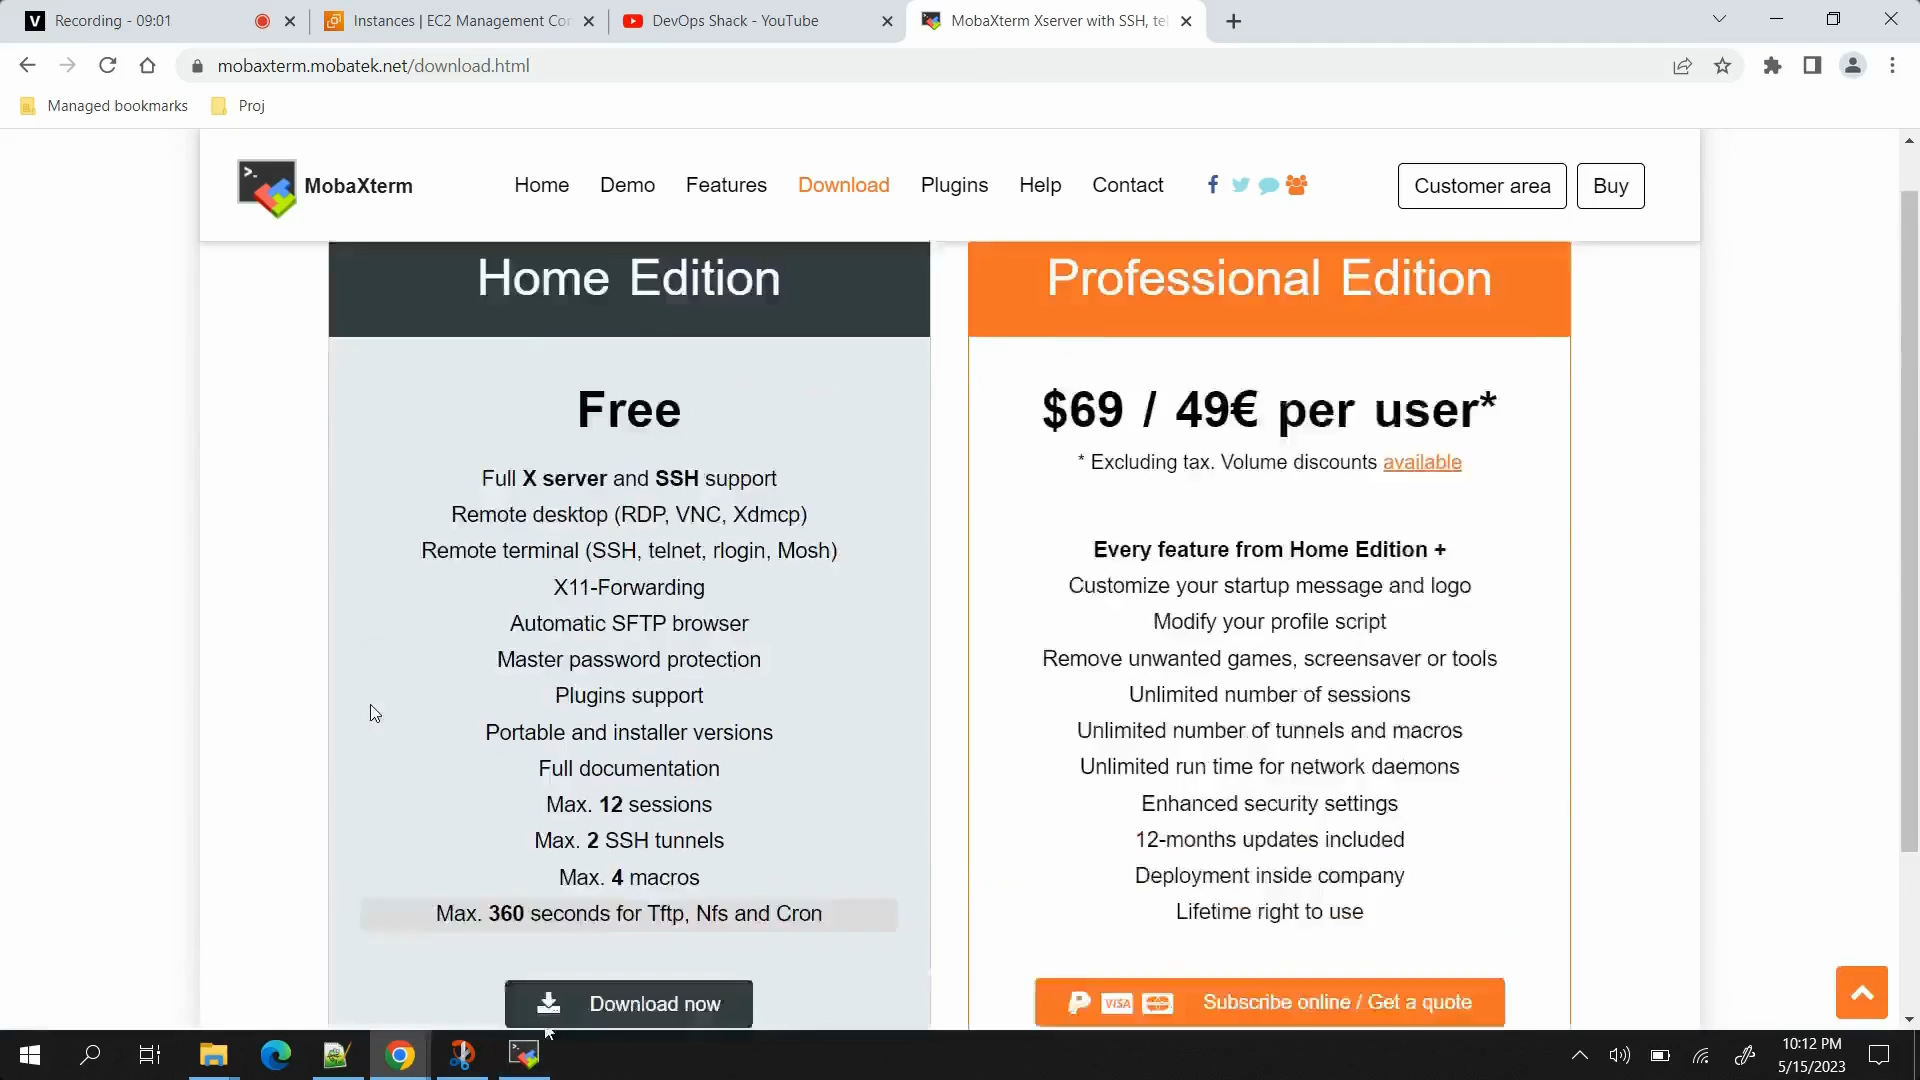 V Recording - 09:01
Instances | EC2 Management Con
DevOps Shack - YouTube
MobaXterm Xserver with SSH, tel
mobaxterm.mobatek.net/download.html
Managed bookmarks
Proj
>_
MobaXterm
Home
Demo
Features
Download
Plugins
Help
Contact
Customer area
Buy
Home Edition
Free
Full X server and SSH support
Remote desktop (RDP, VNC, Xdmcp)
Remote terminal (SSH, telnet, rlogin, Mosh)
X11-Forwarding
Automatic SFTP browser
Master password protection
Plugins support
Portable and installer versions
Full documentation
Max. 12 sessions
Max. 2 SSH tunnels
Max. 4 macros
Max. 360 seconds for Tftp, Nfs and Cron
Download now
Professional Edition
$69 / 49€ per user*
* Excluding tax. Volume discounts available
Every feature from Home Edition +
Customize your startup message and logo
Modify your profile script
Remove unwanted games, screensaver or tools
Unlimited number of sessions
Unlimited number of tunnels and macros
Unlimited run time for network daemons
Enhanced security settings
12-months updates included
Deployment inside company
Lifetime right to use
VISA
Subscribe online / Get a quote
10:12 PM
5/15/2023